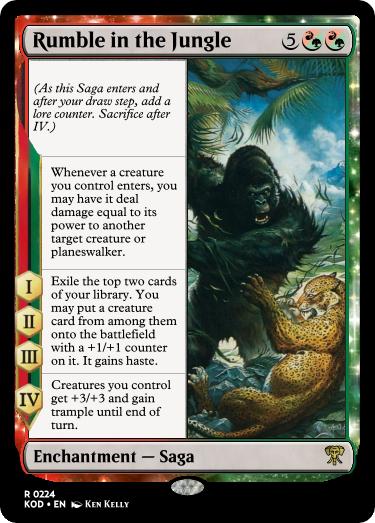 Rumble in the Jungle 5
(As this Saga enters and
after your draw step, add a
lore counter. Sacrifice after
IV.)
Whenever a creature
you control enters, you
may have it deal
damage equal to its
power to another
target creature or
planeswalker.
I
II
III
Exile the top two cards
of your library. You
may put a creature
card from among them
onto the battlefield
with a +1/+1 counter
on it. It gains haste.
IV
Creatures you control
get +3/+3 and gain
trample until end of
turn.
Enchantment — Saga
R 0224
KOD • EN Ken Kelly